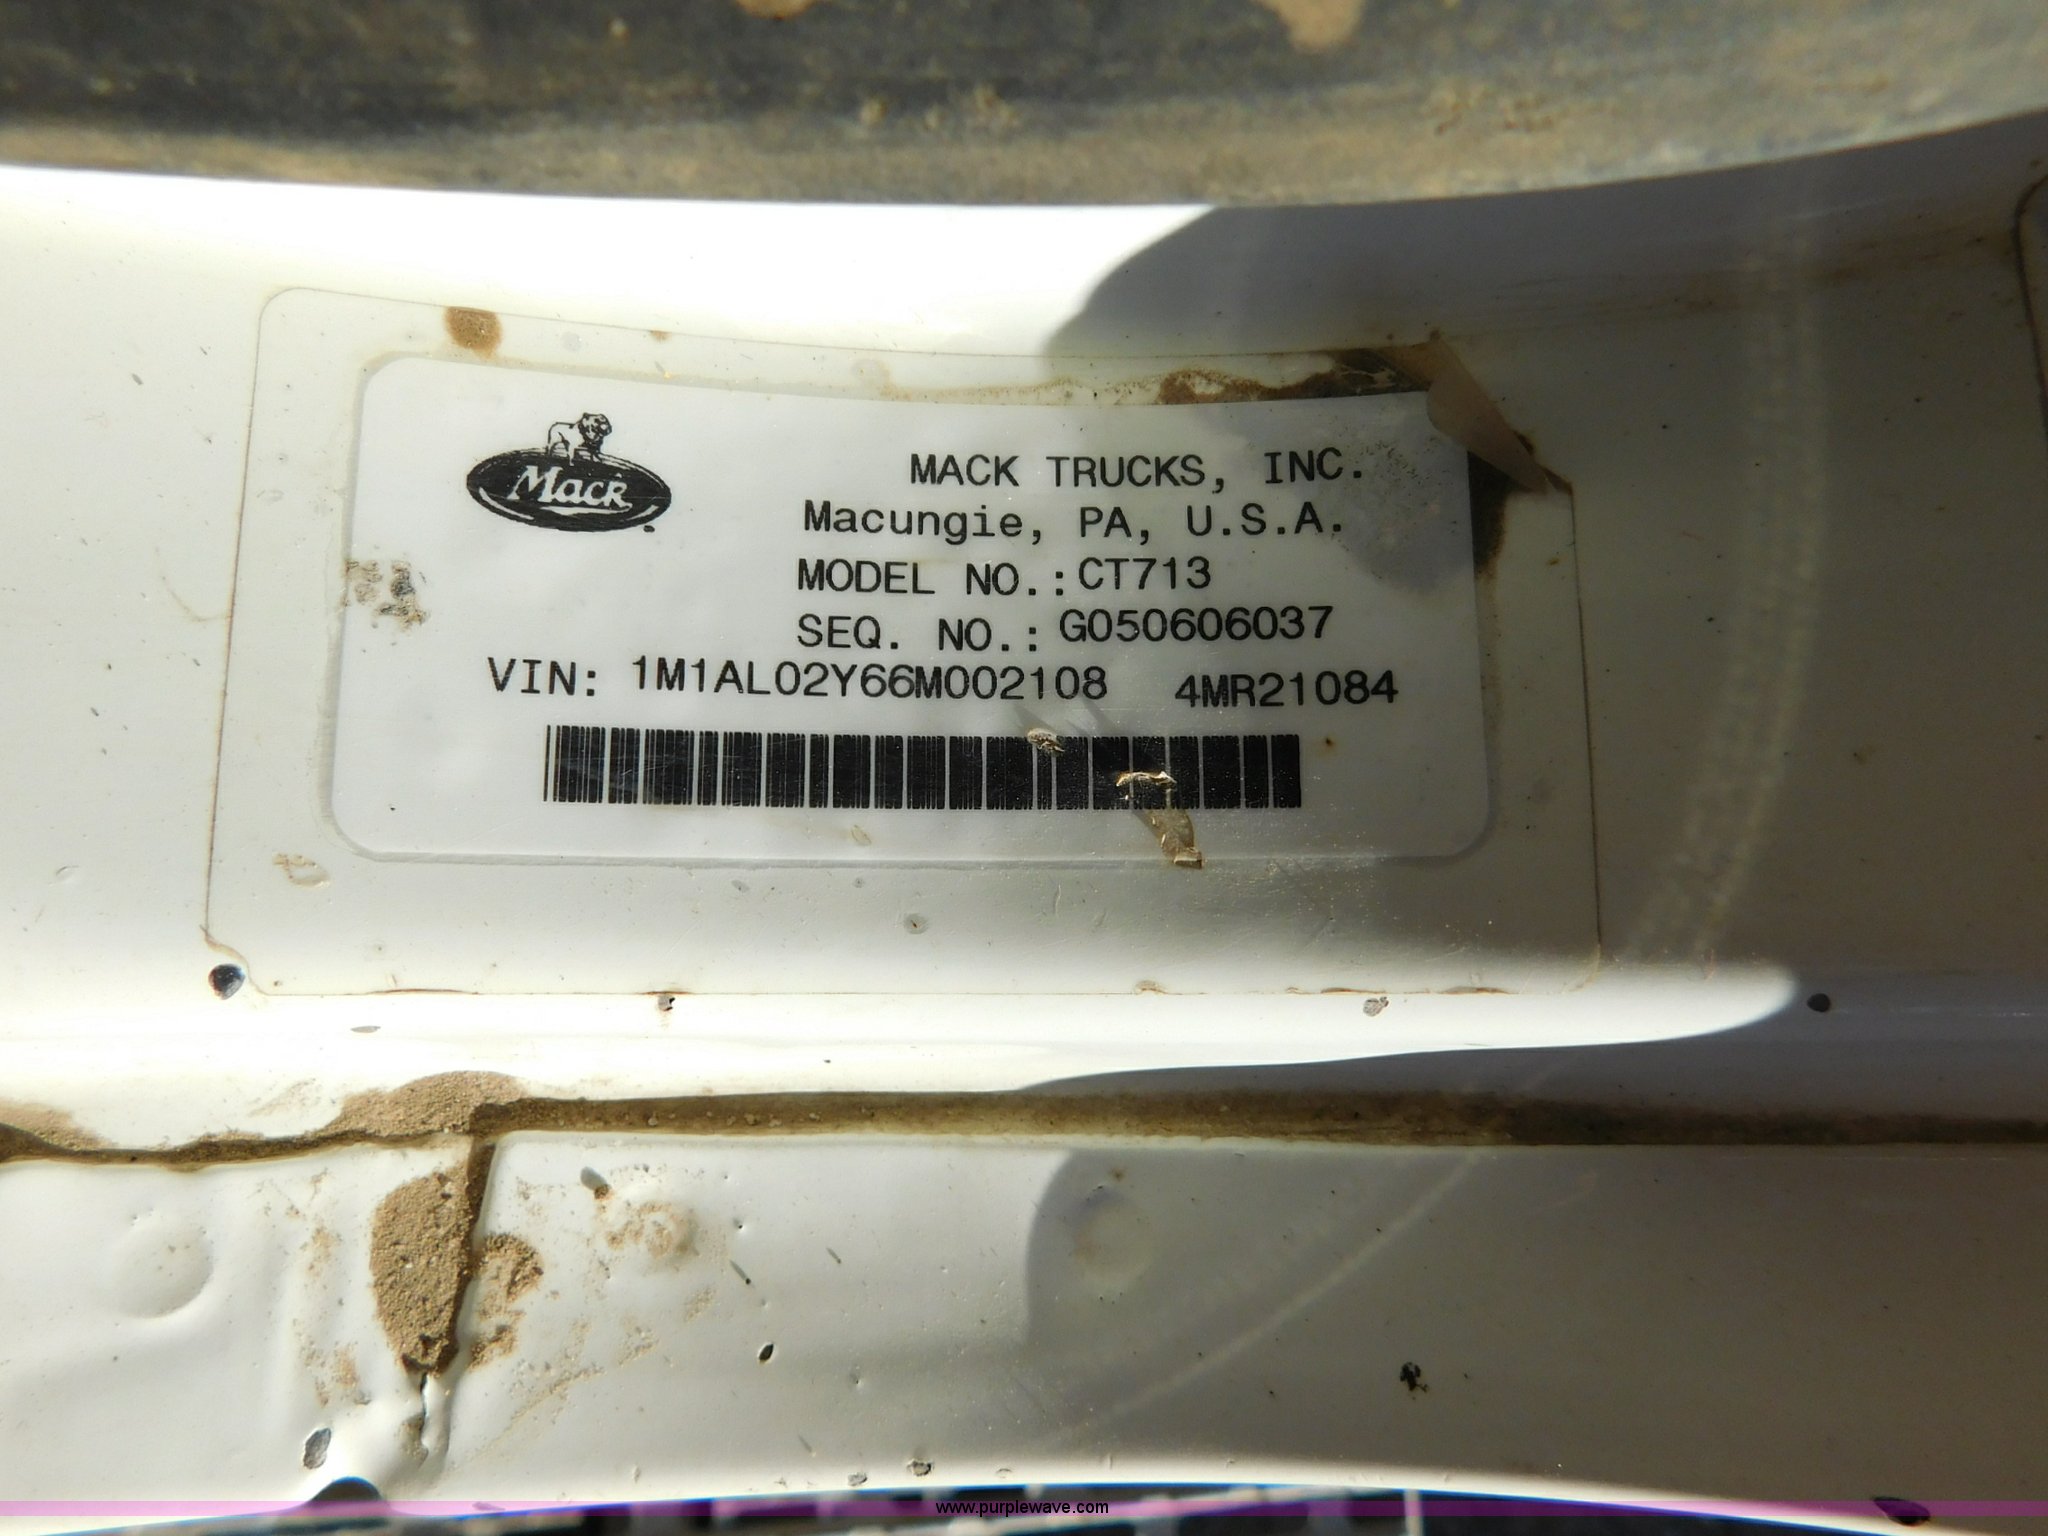 Mack
MACK TRUCKS, INC.
Macungie, PA, U.S.A.
MODEL NO.: CT713
SEQ. NO.: G050606037
VIN: 1M1AL02Y66M002108 4MR21084
www.purplewave.com